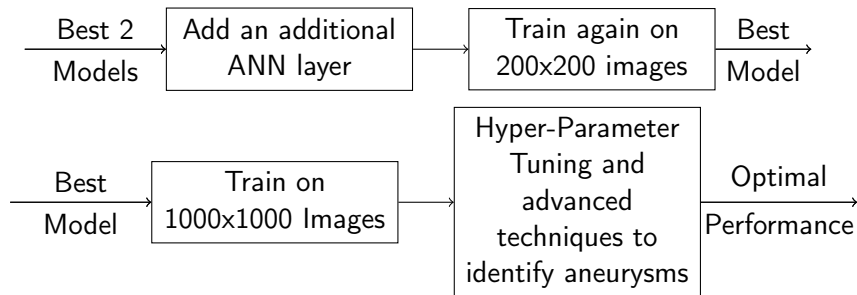 Best 2
Models
Add an additional
ANN layer
Train again on
200x200 images
Best
Model
Best
Model
Train on
1000x1000 Images
Hyper-Parameter
Tuning and
advanced
techniques to
identify aneurysms
Optimal
Performance